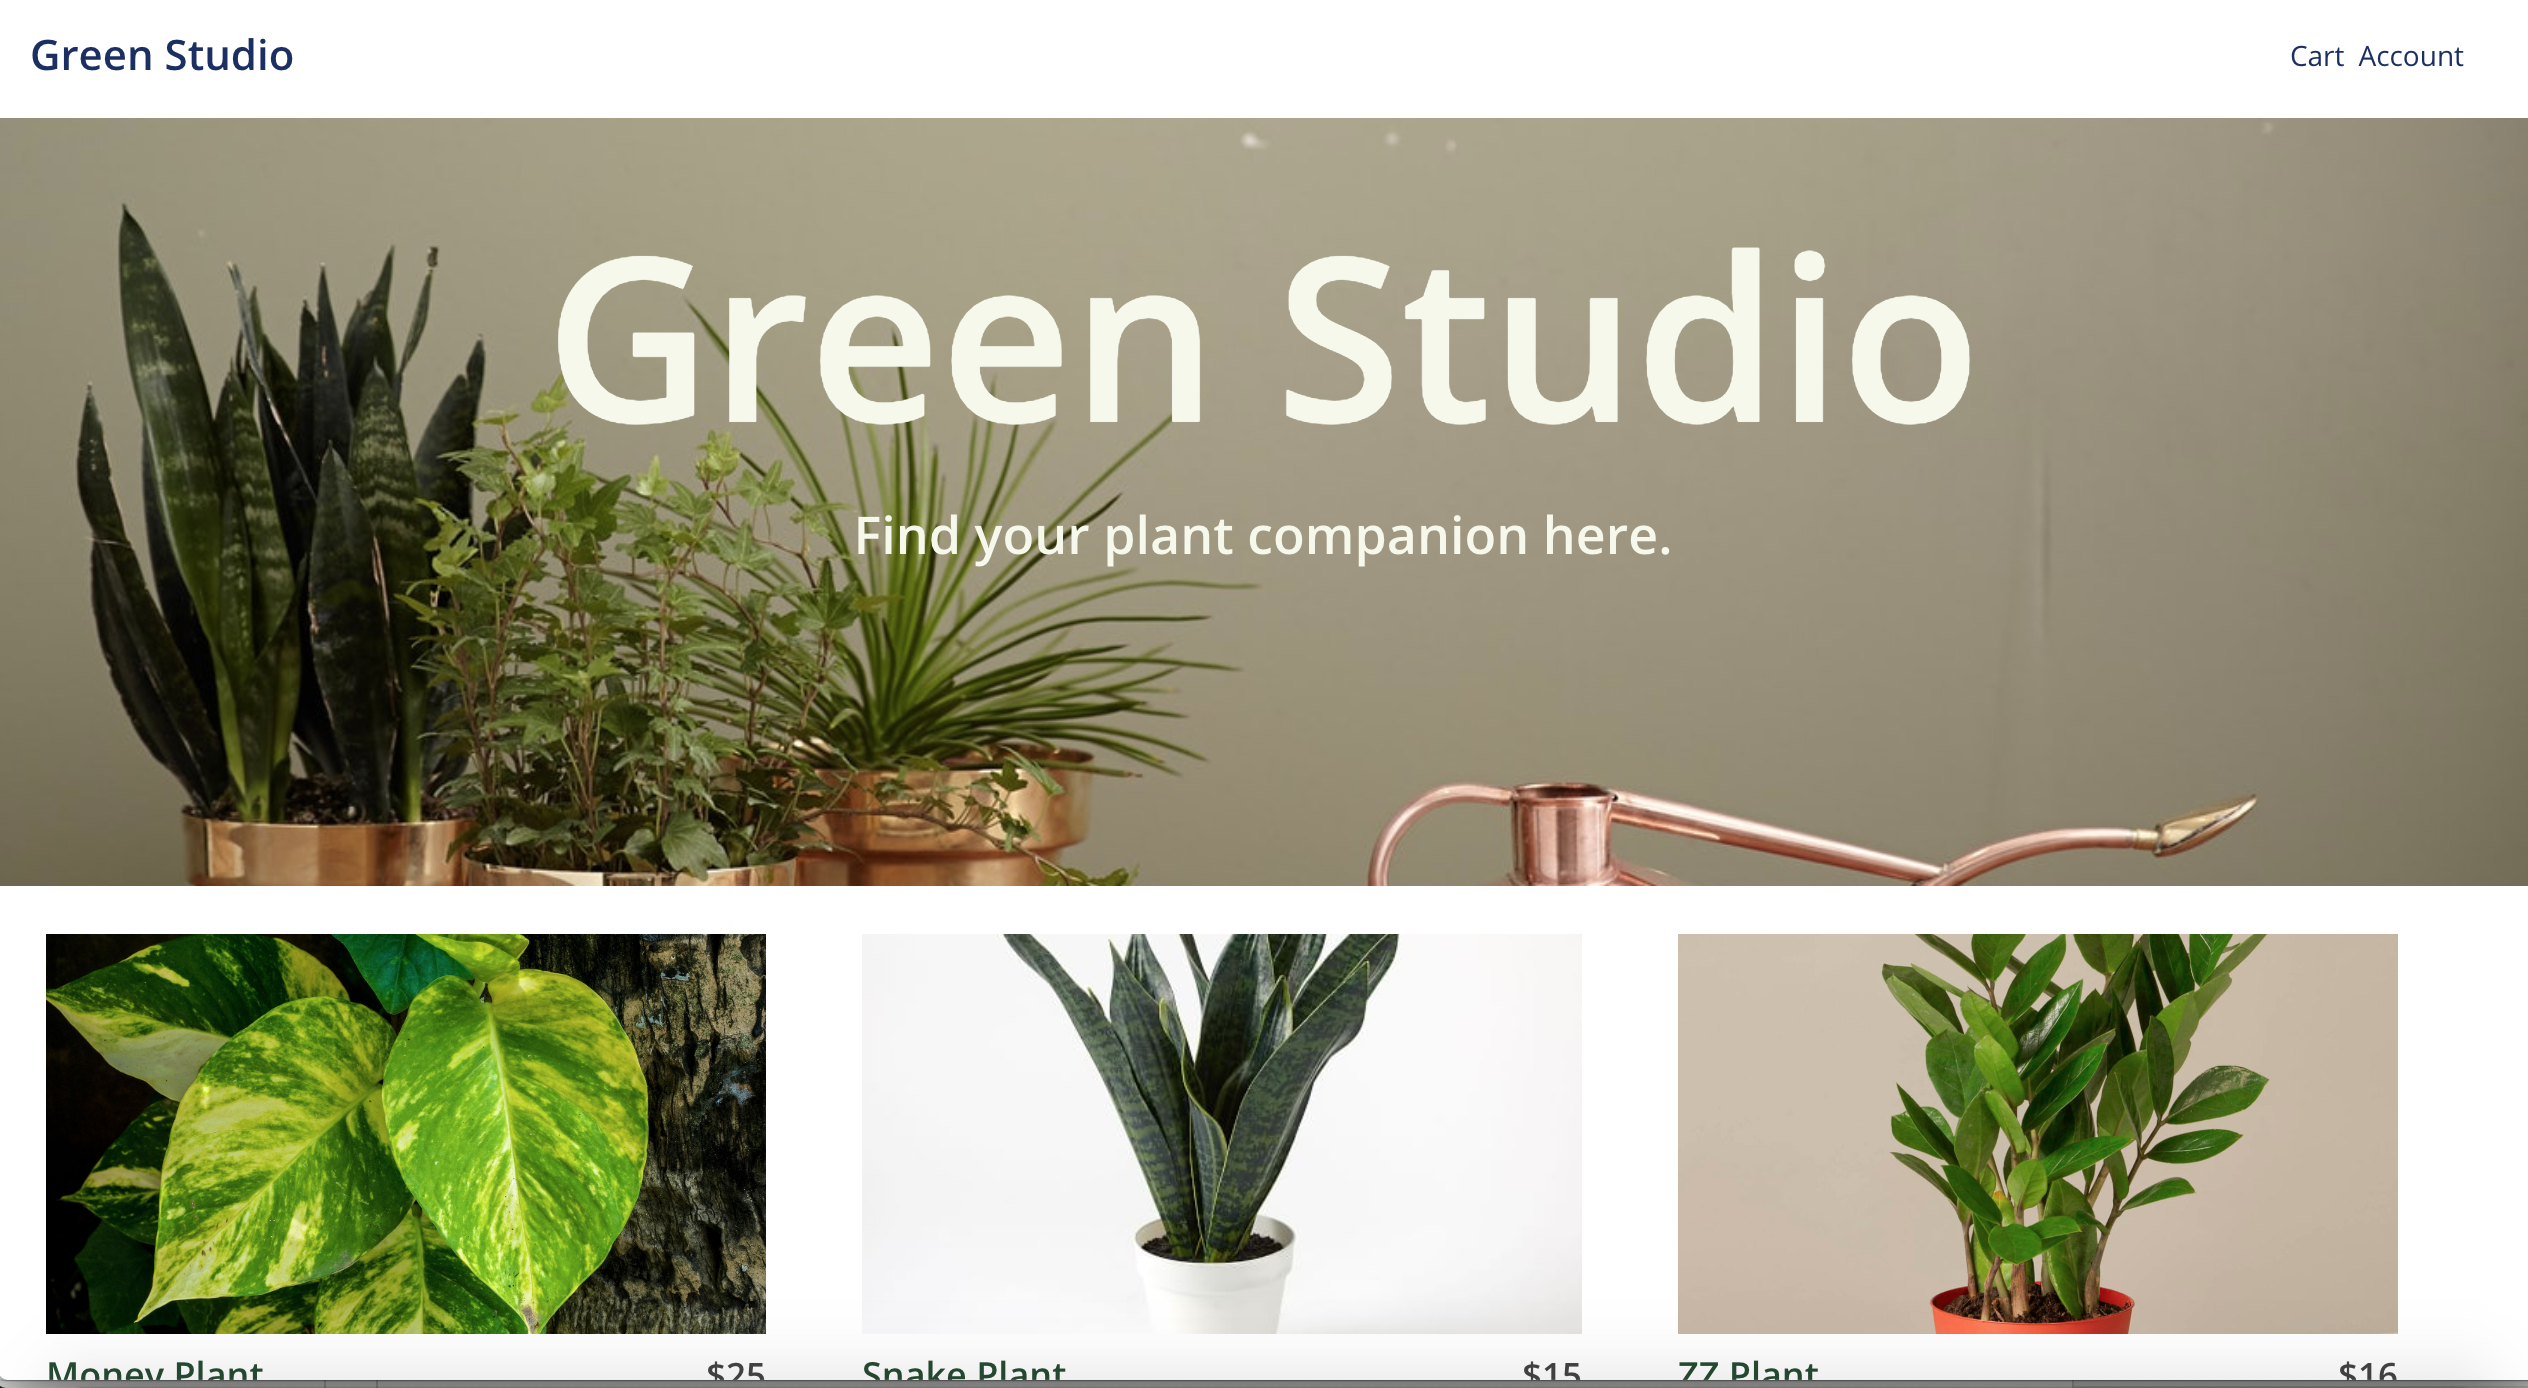 Green Studio
Cart Account
Green Studio
Find your plant companion here.
Money Plant $25
Snake Plant $15
ZZ Plant $16